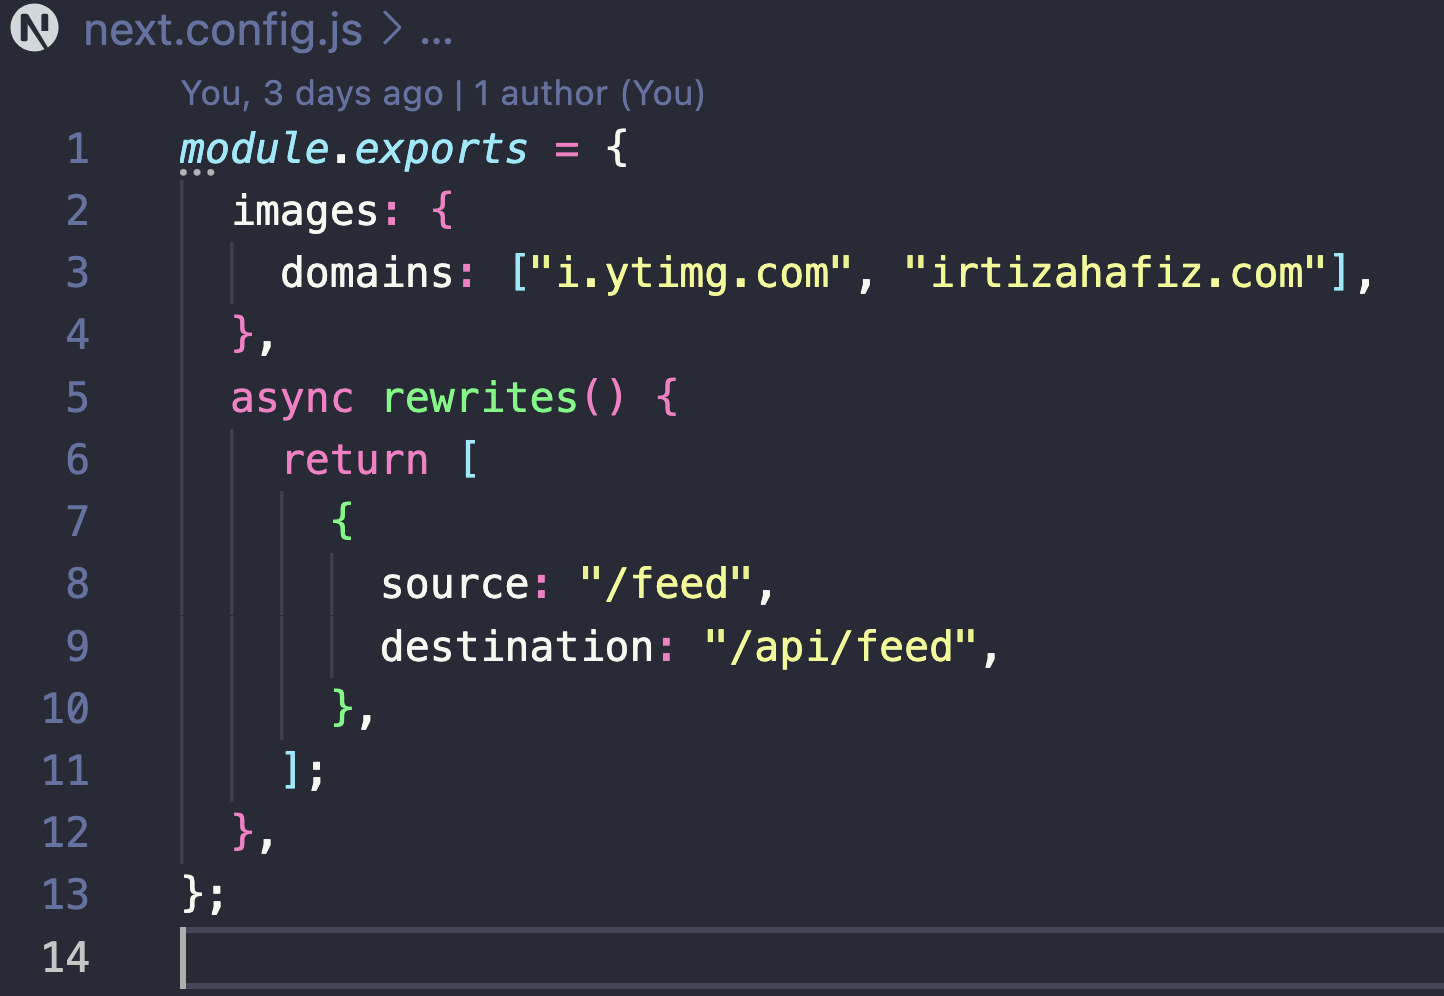 N next.config.js > ...
You, 3 days ago | 1 author (You)
1 module.exports = {
2   images: {
3     domains: ["i.ytimg.com", "irtizahafiz.com"],
4   },
5   async rewrites() {
6     return [
7       {
8         source: "/feed",
9         destination: "/api/feed",
10       },
11     ];
12   },
13 };
14